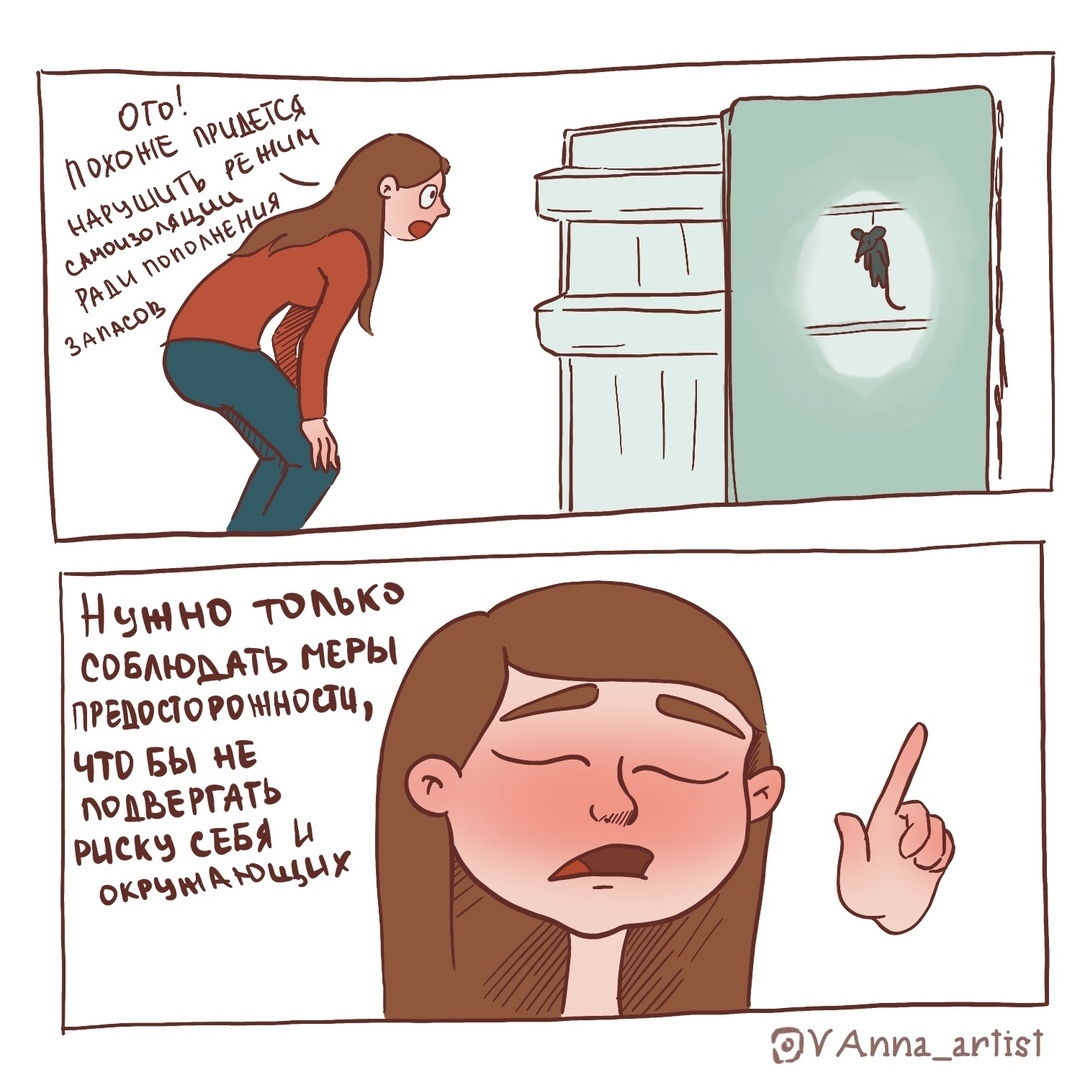 ОГО!
ПОХОЖЕ ПРИДЕТСЯ
НАРУШИТЬ РЕЖИМ
САМОИЗОЛЯЦИИ
РАДИ ПОПОЛНЕНИЯ
ЗАПАСОВ
НУЖНО ТОЛЬКО
СОБЛЮДАТЬ МЕРЫ
ПРЕДОСТОРОЖНОСТИ,
ЧТО БЫ НЕ
ПОДВЕРГАТЬ
РИСКУ СЕБЯ И
ОКРУЖАЮЩИХ
VAnna_artist